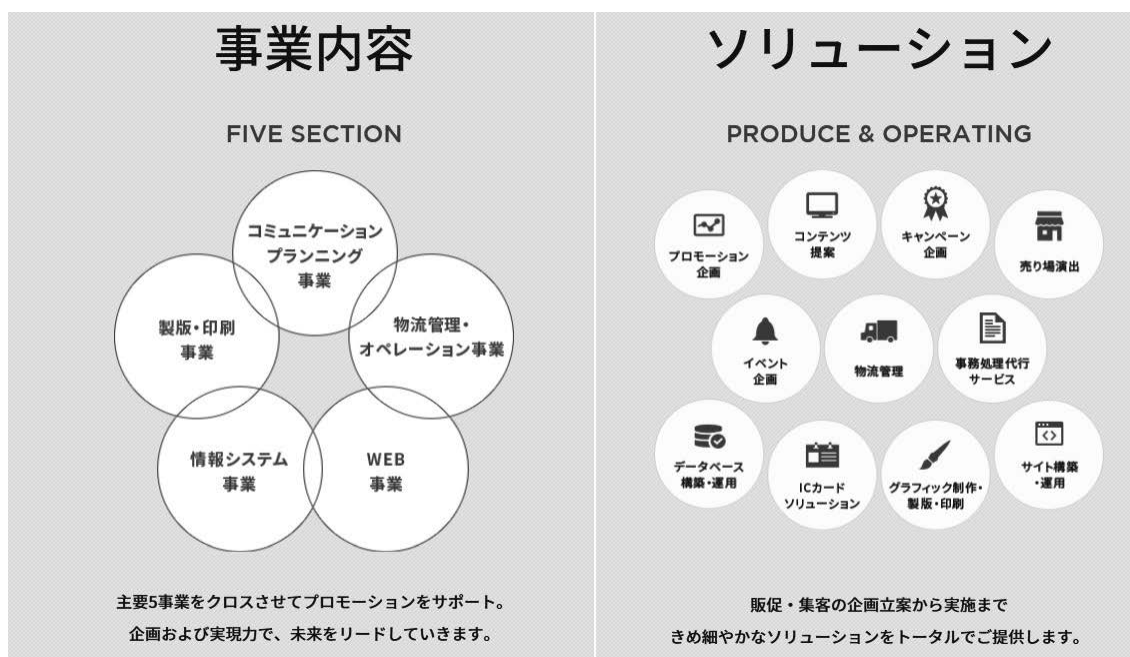 事業内容
FIVE SECTION
コミュニケーション
プランニング
事業
製版・印刷
事業
物流管理・
オペレーション事業
情報システム
事業
WEB
事業
主要5事業をクロスさせてプロモーションをサポート。
企画および実現力で、未来をリードしていきます。
ソリューション
PRODUCE & OPERATING
プロモーション
企画
コンテンツ
提案
キャンペーン
企画
売り場演出
イベント
企画
物流管理
事務処理代行
サービス
データベース
構築・運用
ICカード
ソリューション
グラフィック制作・
製版・印刷
サイト構築
・運用
販促・集客の企画立案から実施まで
きめ細やかなソリューションをトータルでご提供します。